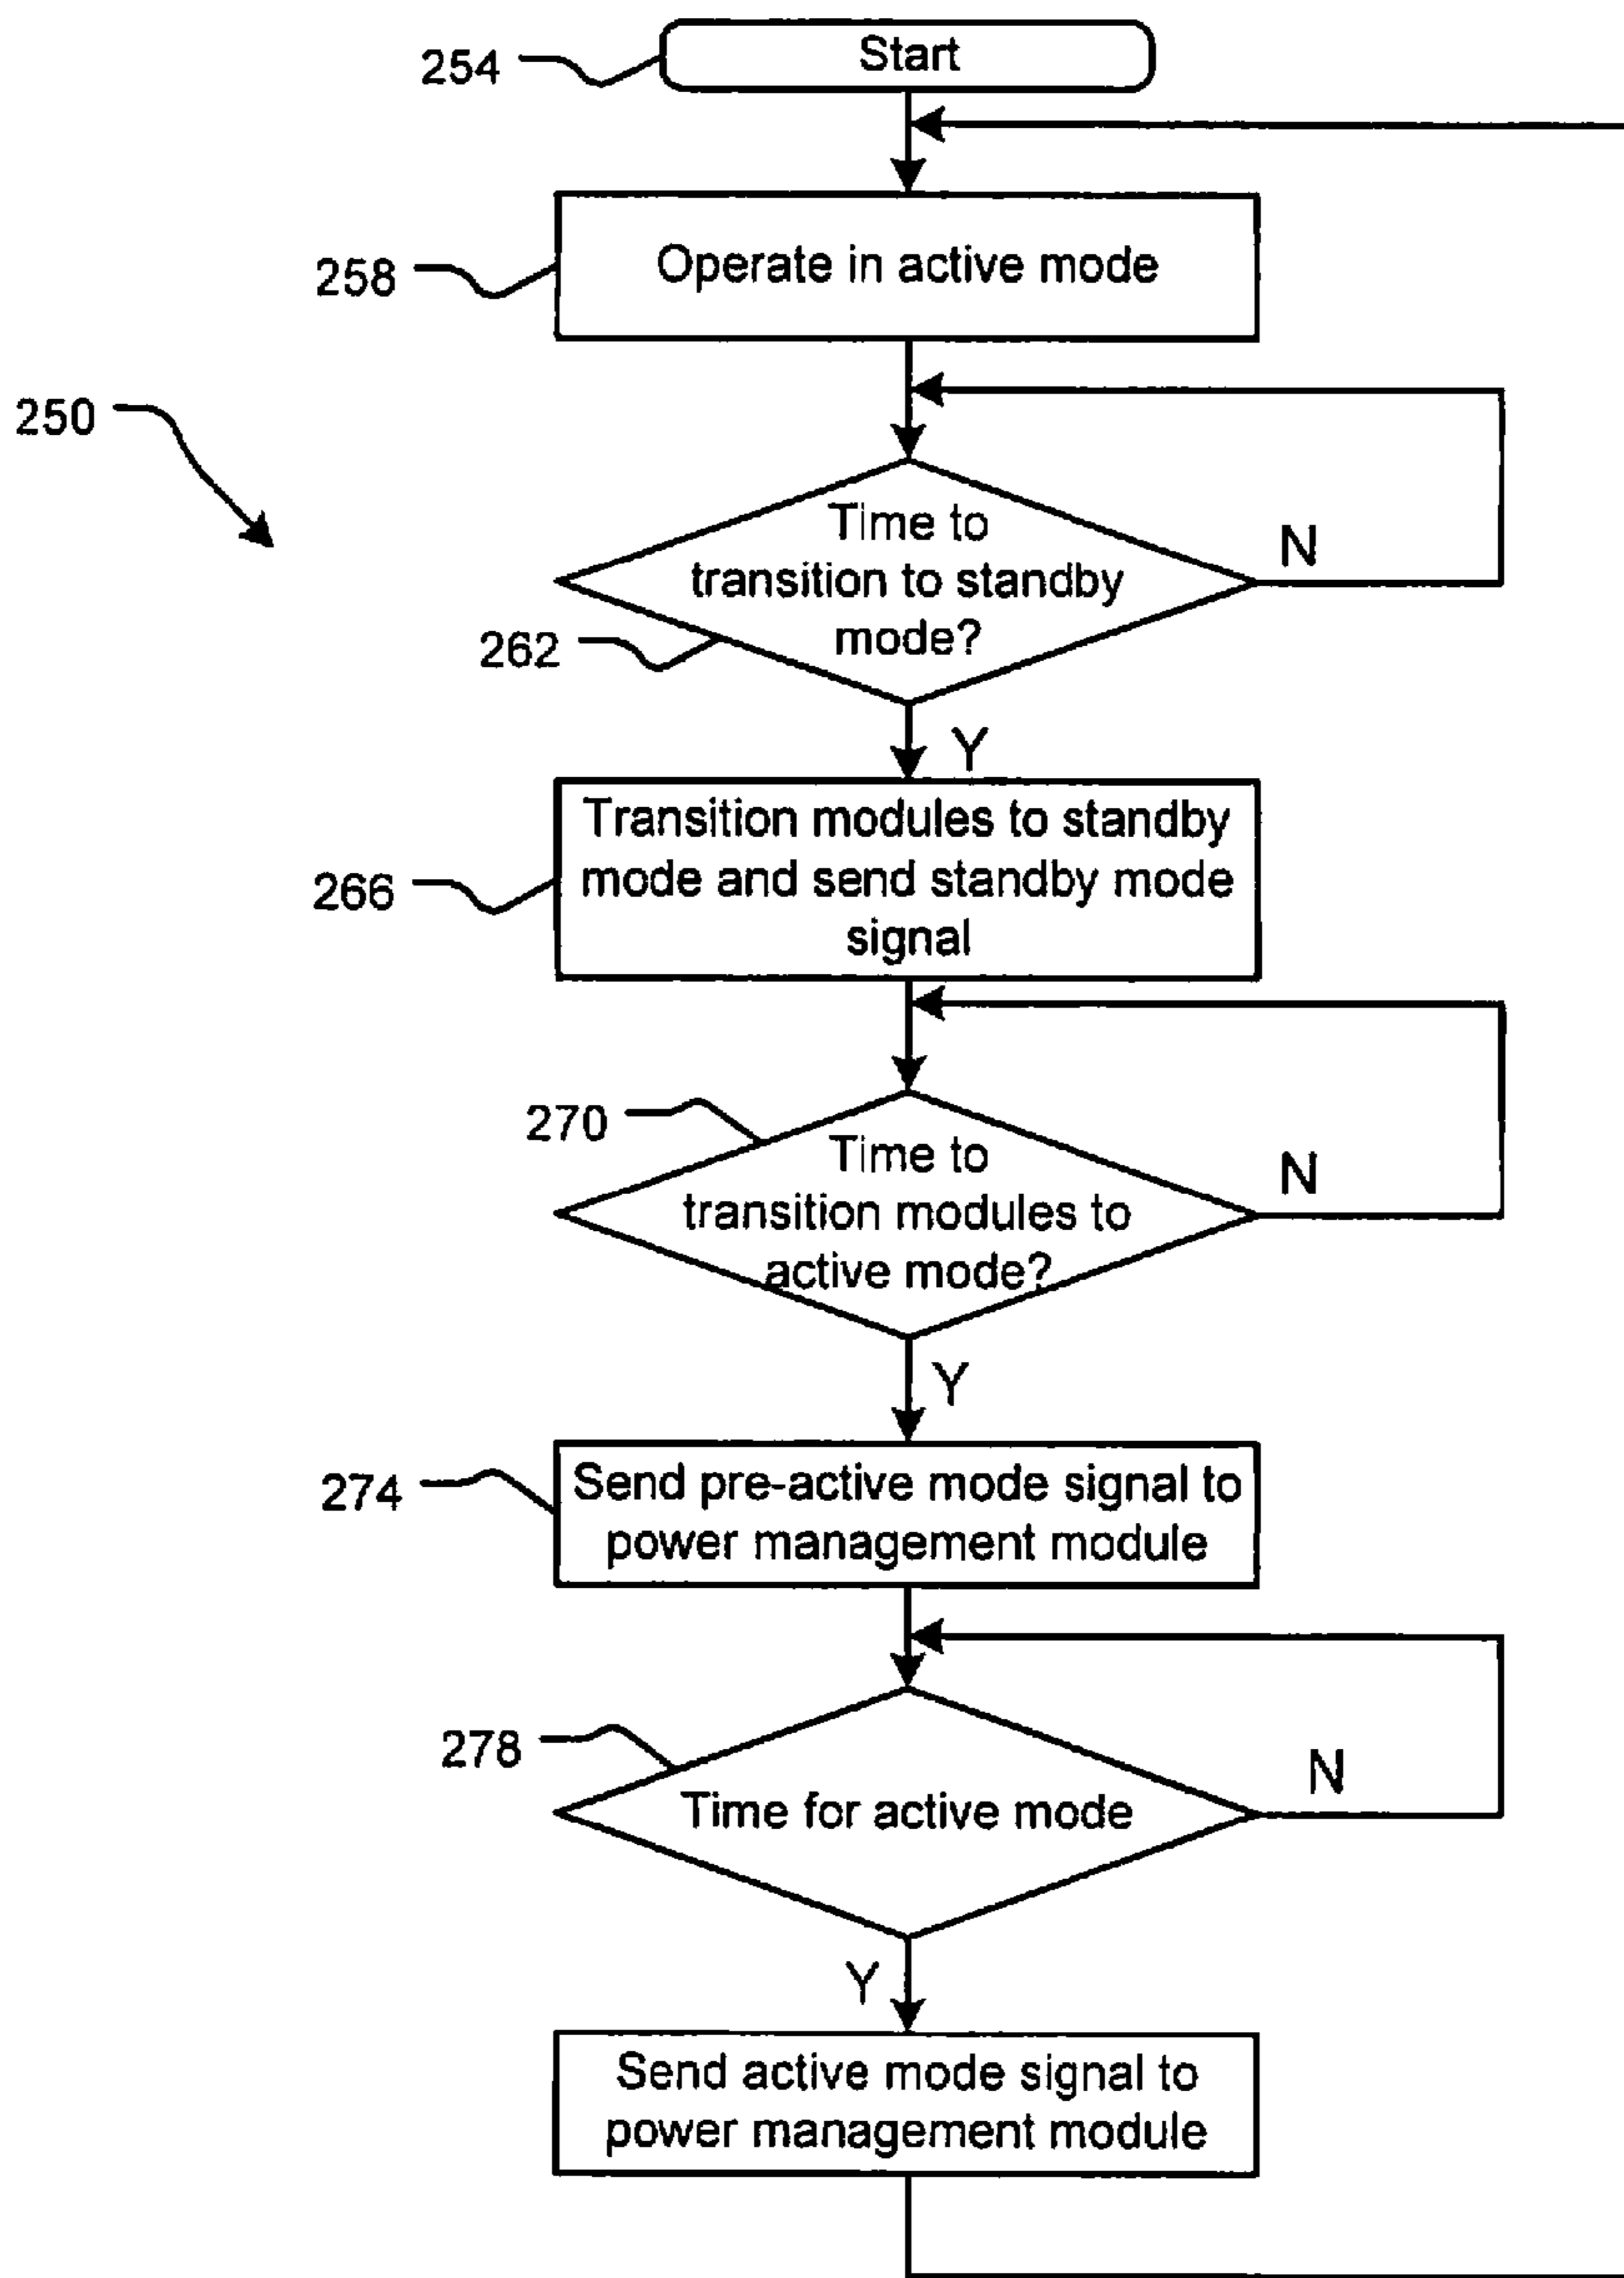 254
Start
258
Operate in active mode
250
Time to
transition to standby
mode?
N
262
Y
Transition modules to standby
mode and send standby mode
signal
266
270
Time to
transition modules to
active mode?
N
Y
274
Send pre-active mode signal to
power management module
278
Time for active mode
N
Y
Send active mode signal to
power management module